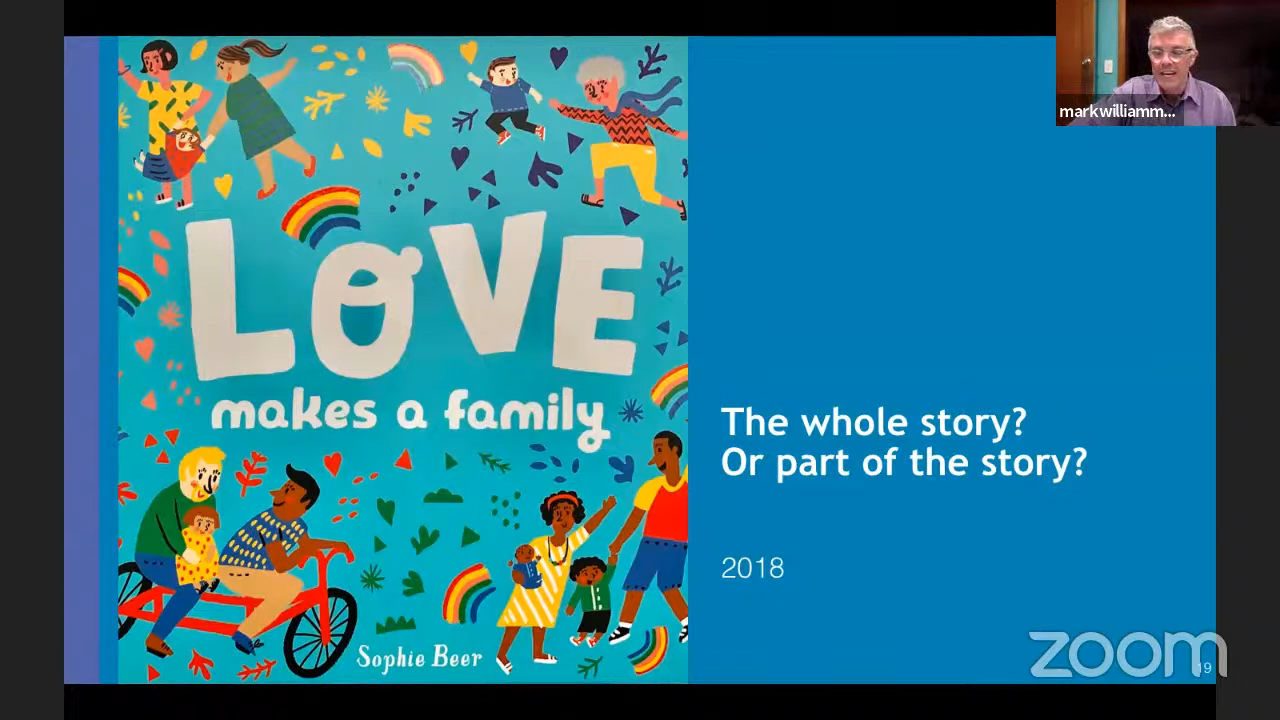 markwilliamm...
LOVE
makes a family
Sophie Beer
The whole story?
Or part of the story?
2018
zoom
19